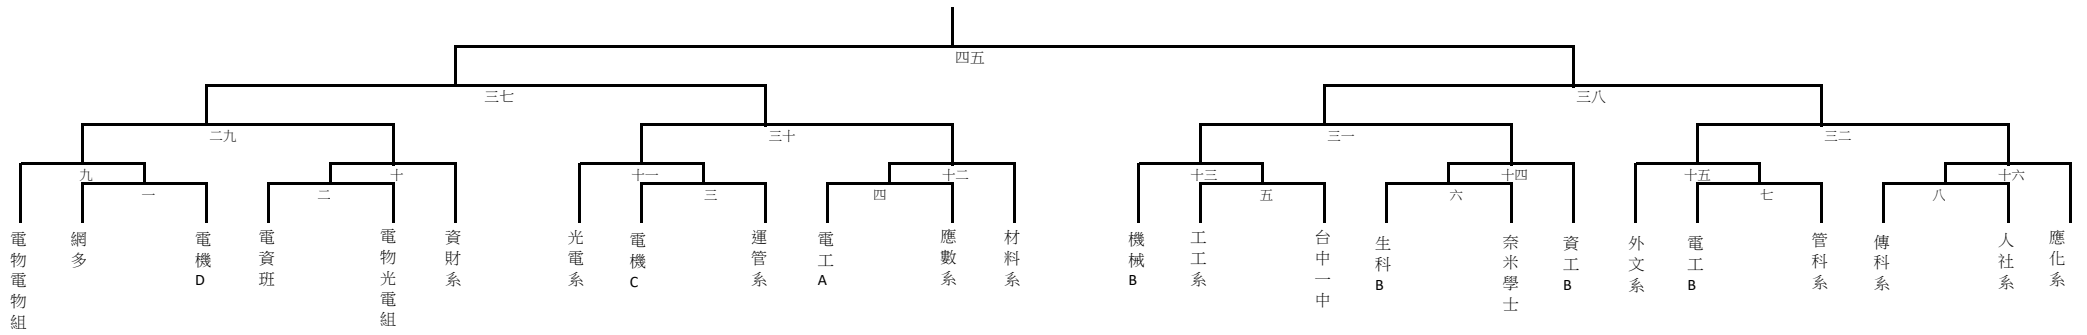 四五
三七
三八
二九
三十
三一
三二
九
十
十一
十二
十三
十四
十五
十六
一
二
三
四
五
六
七
八
電物電物組
網多
電機D
電資班
電物光電組
資財系
光電系
電機C
運管系
電工A
應數系
材料系
機械B
工工系
台中一中
生科B
奈米學士
資工B
外文系
電工B
管科系
傳科系
人社系
應化系